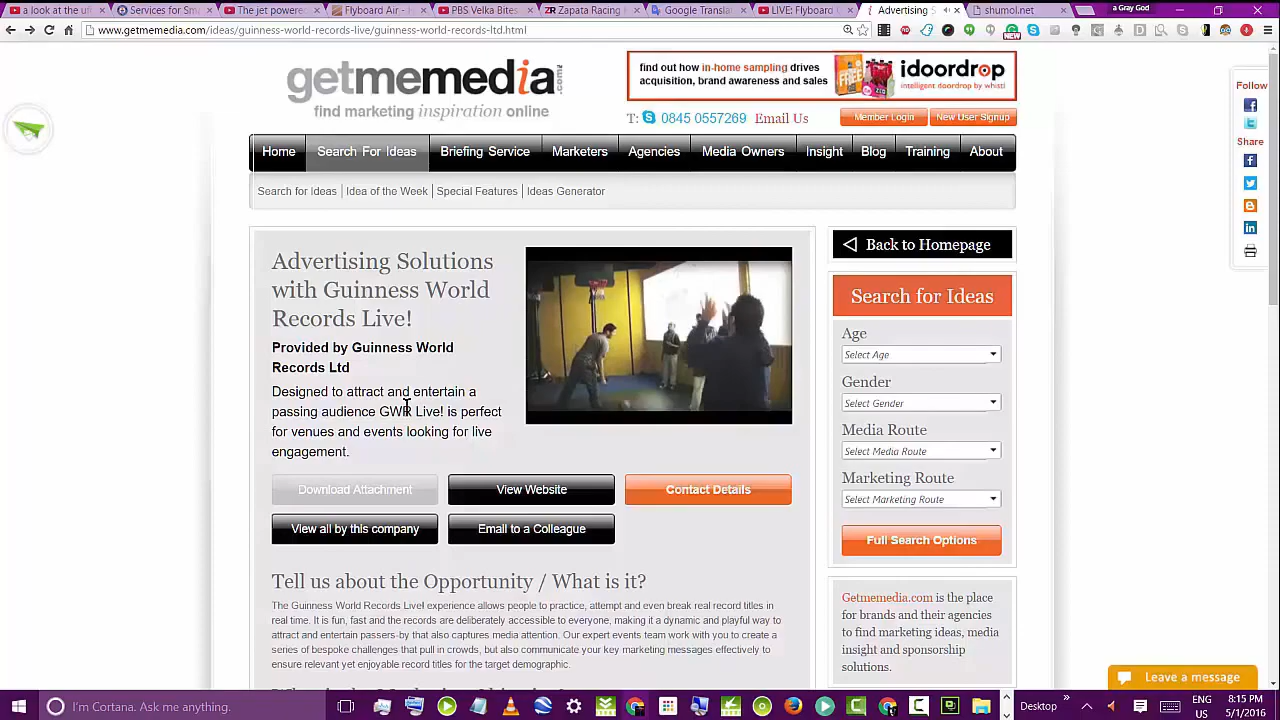 a look at the ufo
Services for Sm
The jet powere
Flyboard Air - H
PBS Velka Bites
Zapata Racing
Google Transla
LIVE: Flyboard W
Advertising S
shumol.net
a Gray God
www.getmemedia.com/ideas/guinness-world-records-ltd/
guinness-world-records-ltd.html
getmemedia.com
find marketing inspiration online
find out how in-home sampling drives
acquisition, brand awareness and sales
FREE
idoordrop
intelligent doordrop by whistl
T: 0845 0557269 Email Us
Member Login
New User Signup
Home
Search For Ideas
Briefing Service
Marketers
Agencies
Media Owners
Insight
Blog
Training
About
Search for Ideas | Idea of the Week | Special Features | Ideas Generator
Follow
Share
Advertising Solutions
with Guinness World
Records Live!
Provided by Guinness World
Records Ltd
Designed to attract and entertain a
passing audience GWR Live! is perfect
for venues and events looking for live
engagement.
Download Attachment
View Website
Contact Details
View all by this company
Email to a Colleague
Tell us about the Opportunity / What is it?
The Guinness World Records Live! experience allows people to practice, attempt and even break real record titles in
real time. It is fun, fast and the records are deliberately accessible to everyone, making it a dynamic and playful way to
attract and entertain passers-by that also captures media attention. Our expert events team work with you to create a
series of bespoke challenges that pull in crowds, but also communicate your key marketing messages effectively to
ensure relevant yet enjoyable record titles for the target demographic.
Back to Homepage
Search for Ideas
Age
Select Age
Gender
Select Gender
Media Route
Select Media Route
Marketing Route
Select Marketing Route
Full Search Options
Getmemedia.com is the place
for brands and their agencies
to find marketing ideas, media
insight and sponsorship
solutions.
Leave a message
I'm Cortana. Ask me anything.
Desktop
ENG
US
8:15 PM
5/1/2016